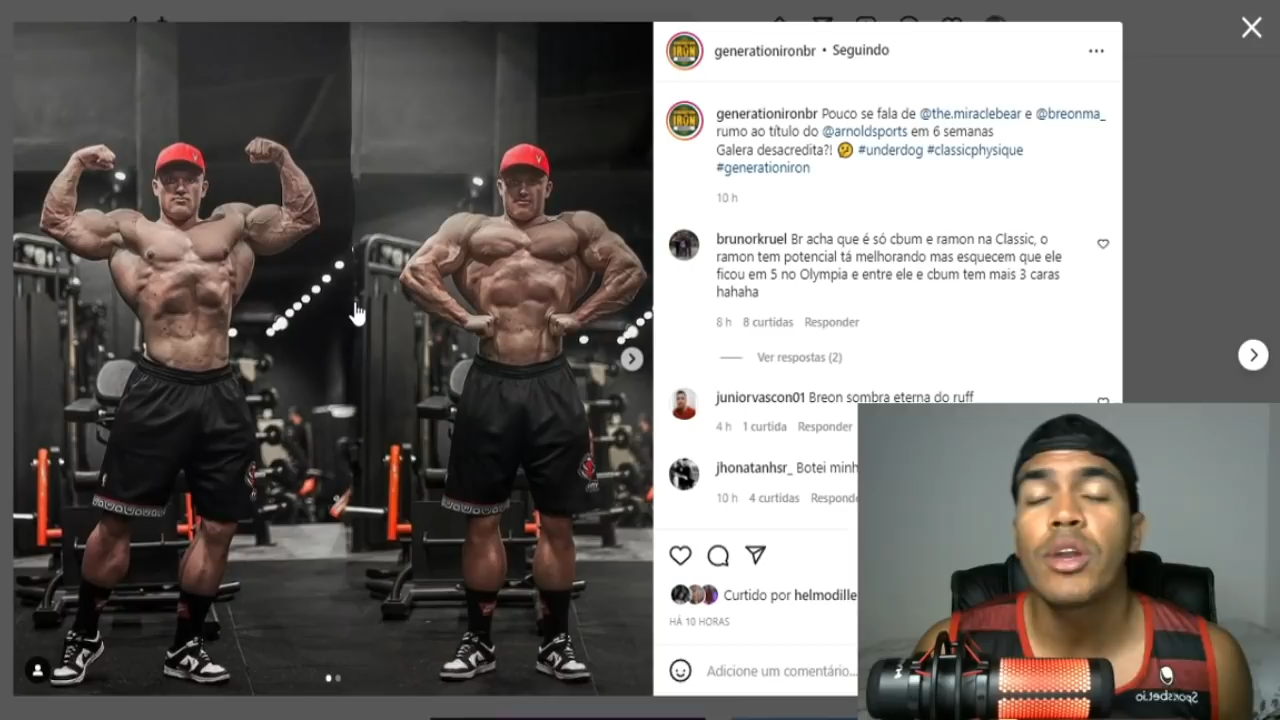 generationironbr • Seguindo
generationironbr Pouco se fala de @the.miraclebear e @breonma_
rumo ao título do @arnoldsports em 6 semanas
Galera desacredita?! 🤔 #underdog #classicphysique
#generationiron
10 h
brunorkruel Br acha que é só cbum e ramon na Classic, o
ramon tem potencial tá melhorando mas esquecem que ele
ficou em 5 no Olympia e entre ele e cbum tem mais 3 caras
hahaha
8 h 8 curtidas Responder
Ver respostas (2)
juniorvascon01 Breon sombra eterna do ruff
4 h 1 curtida Responder
jhonatanhsr_ Botei minh
10 h 4 curtidas Responde
Curtido por helmodille
HÁ 10 HORAS
Adicione um comentário...
Sportsbet.io